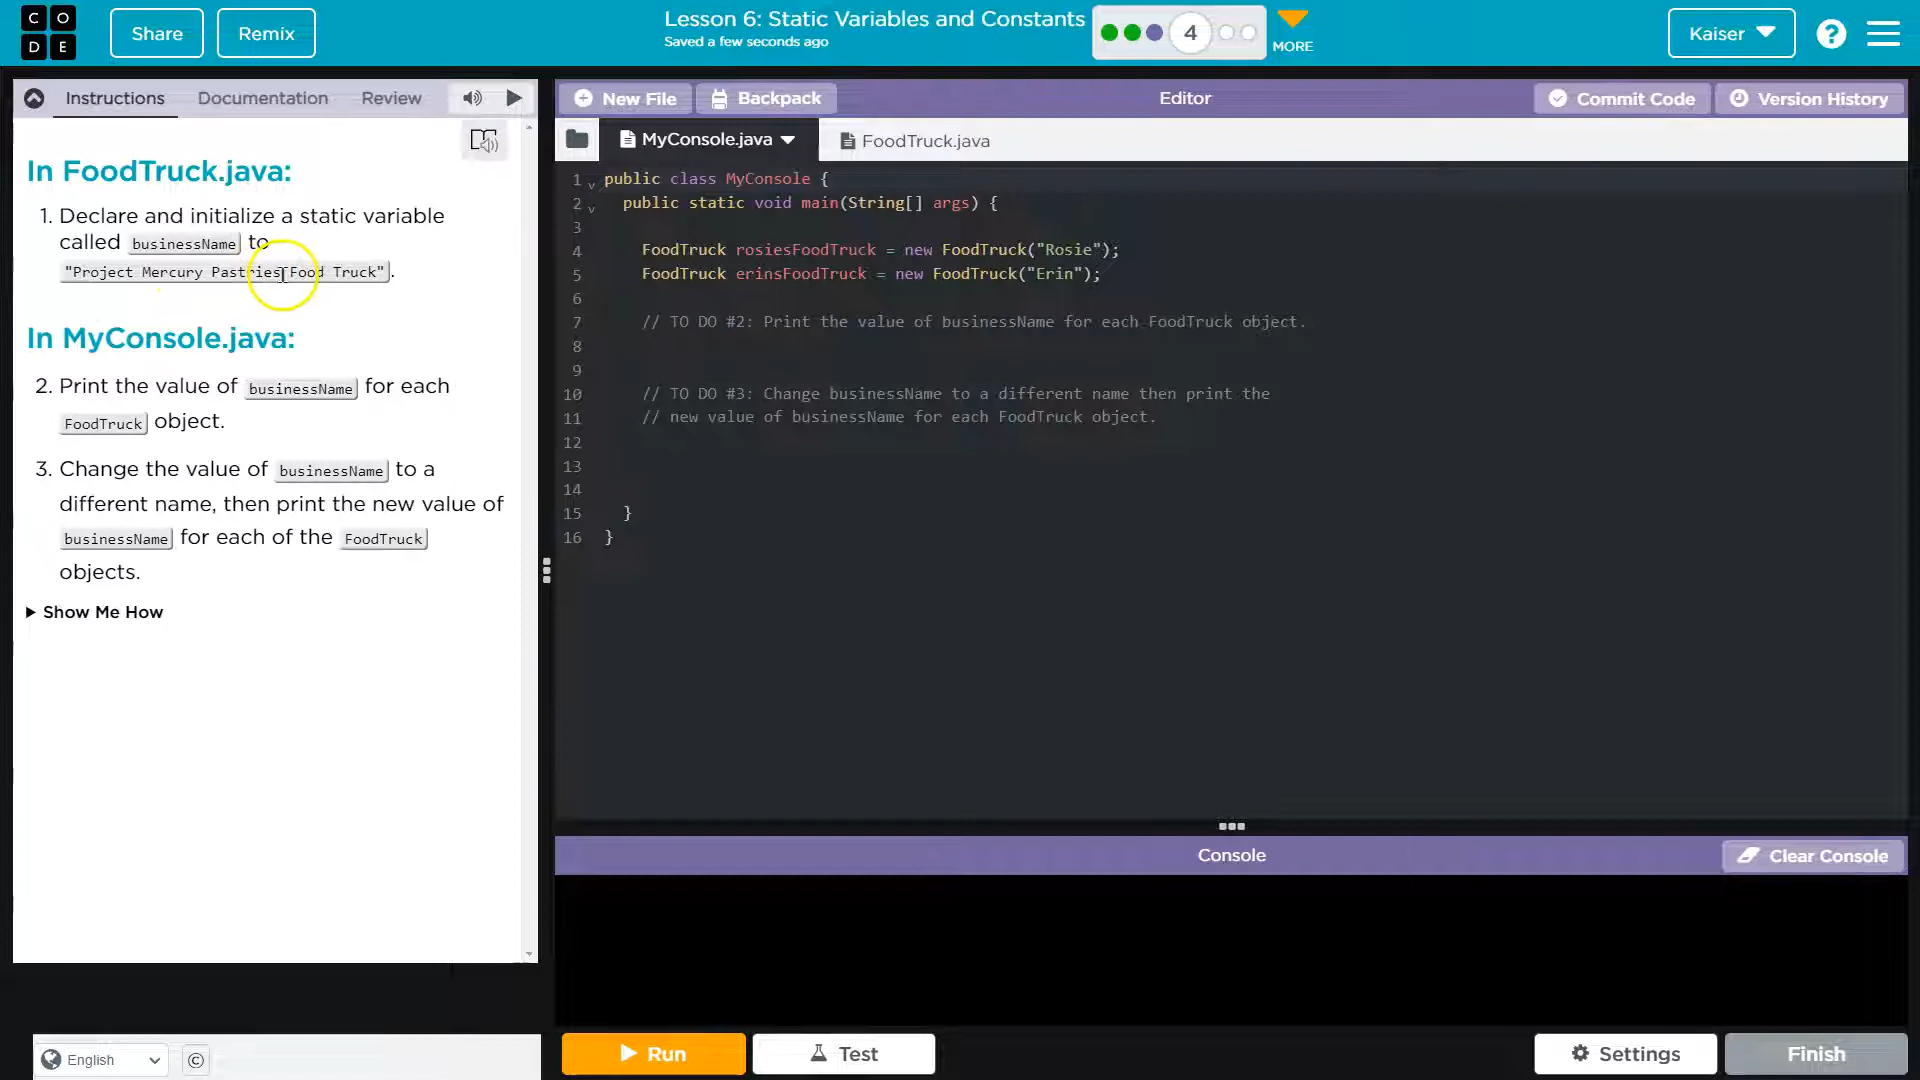 CODE
Share
Remix
Lesson 6: Static Variables and Constants
Saved a few seconds ago
4
MORE
Kaiser
?
Instructions
Documentation
Review
In FoodTruck.java:
1. Declare and initialize a static variable
called businessName to
"Project Mercury Pastries Food Truck".
In MyConsole.java:
2. Print the value of businessName for each
FoodTruck object.
3. Change the value of businessName to a
different name, then print the new value of
businessName for each of the FoodTruck
objects.
Show Me How
English
©
New File
Backpack
Editor
Commit Code
Version History
MyConsole.java
FoodTruck.java
1 public class MyConsole {
2 public static void main(String[] args) {
3
4 FoodTruck rosiesFoodTruck = new FoodTruck("Rosie");
5 FoodTruck erinsFoodTruck = new FoodTruck("Erin");
6
7 // TO DO #2: Print the value of businessName for each FoodTruck object.
8
9
10 // TO DO #3: Change businessName to a different name then print the
11 // new value of businessName for each FoodTruck object.
12
13
14
15 }
16 }
Console
Clear Console
Run
Test
Settings
Finish